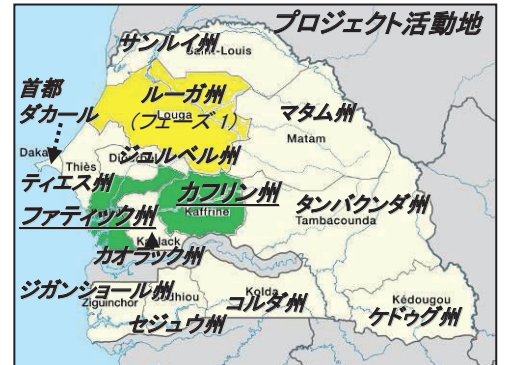 プロジェクト活動地
サンルイ州
Saint-Louis
首都
ダカール
ルーガ州
Louga
(フェーズ1)
マタム州
Matam
Dakar
Thiès
ジュルベル州
ティエス州
カフリン州
Kaffrine
タンバクンダ州
Tambacounda
ファティック州
Kaolack
カオラック州
ジガンショール州
Ziguinchor
Kolda
コルダ州
セジュウ州
Kédougou
ケドゥグ州